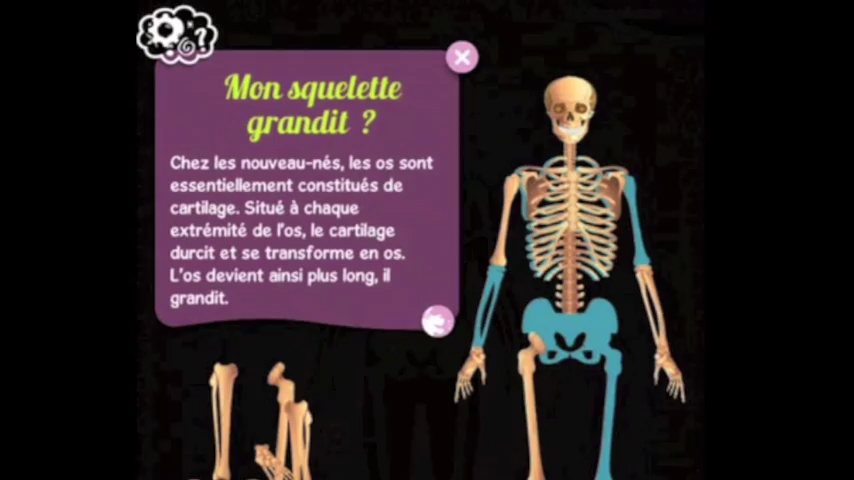 Mon squelette
grandit ?
Chez les nouveau-nés, les os sont
essentiellement constitués de
cartilage. Situé à chaque
extrémité de l'os, le cartilage
durcit et se transforme en os.
L'os devient ainsi plus long, il
grandit.